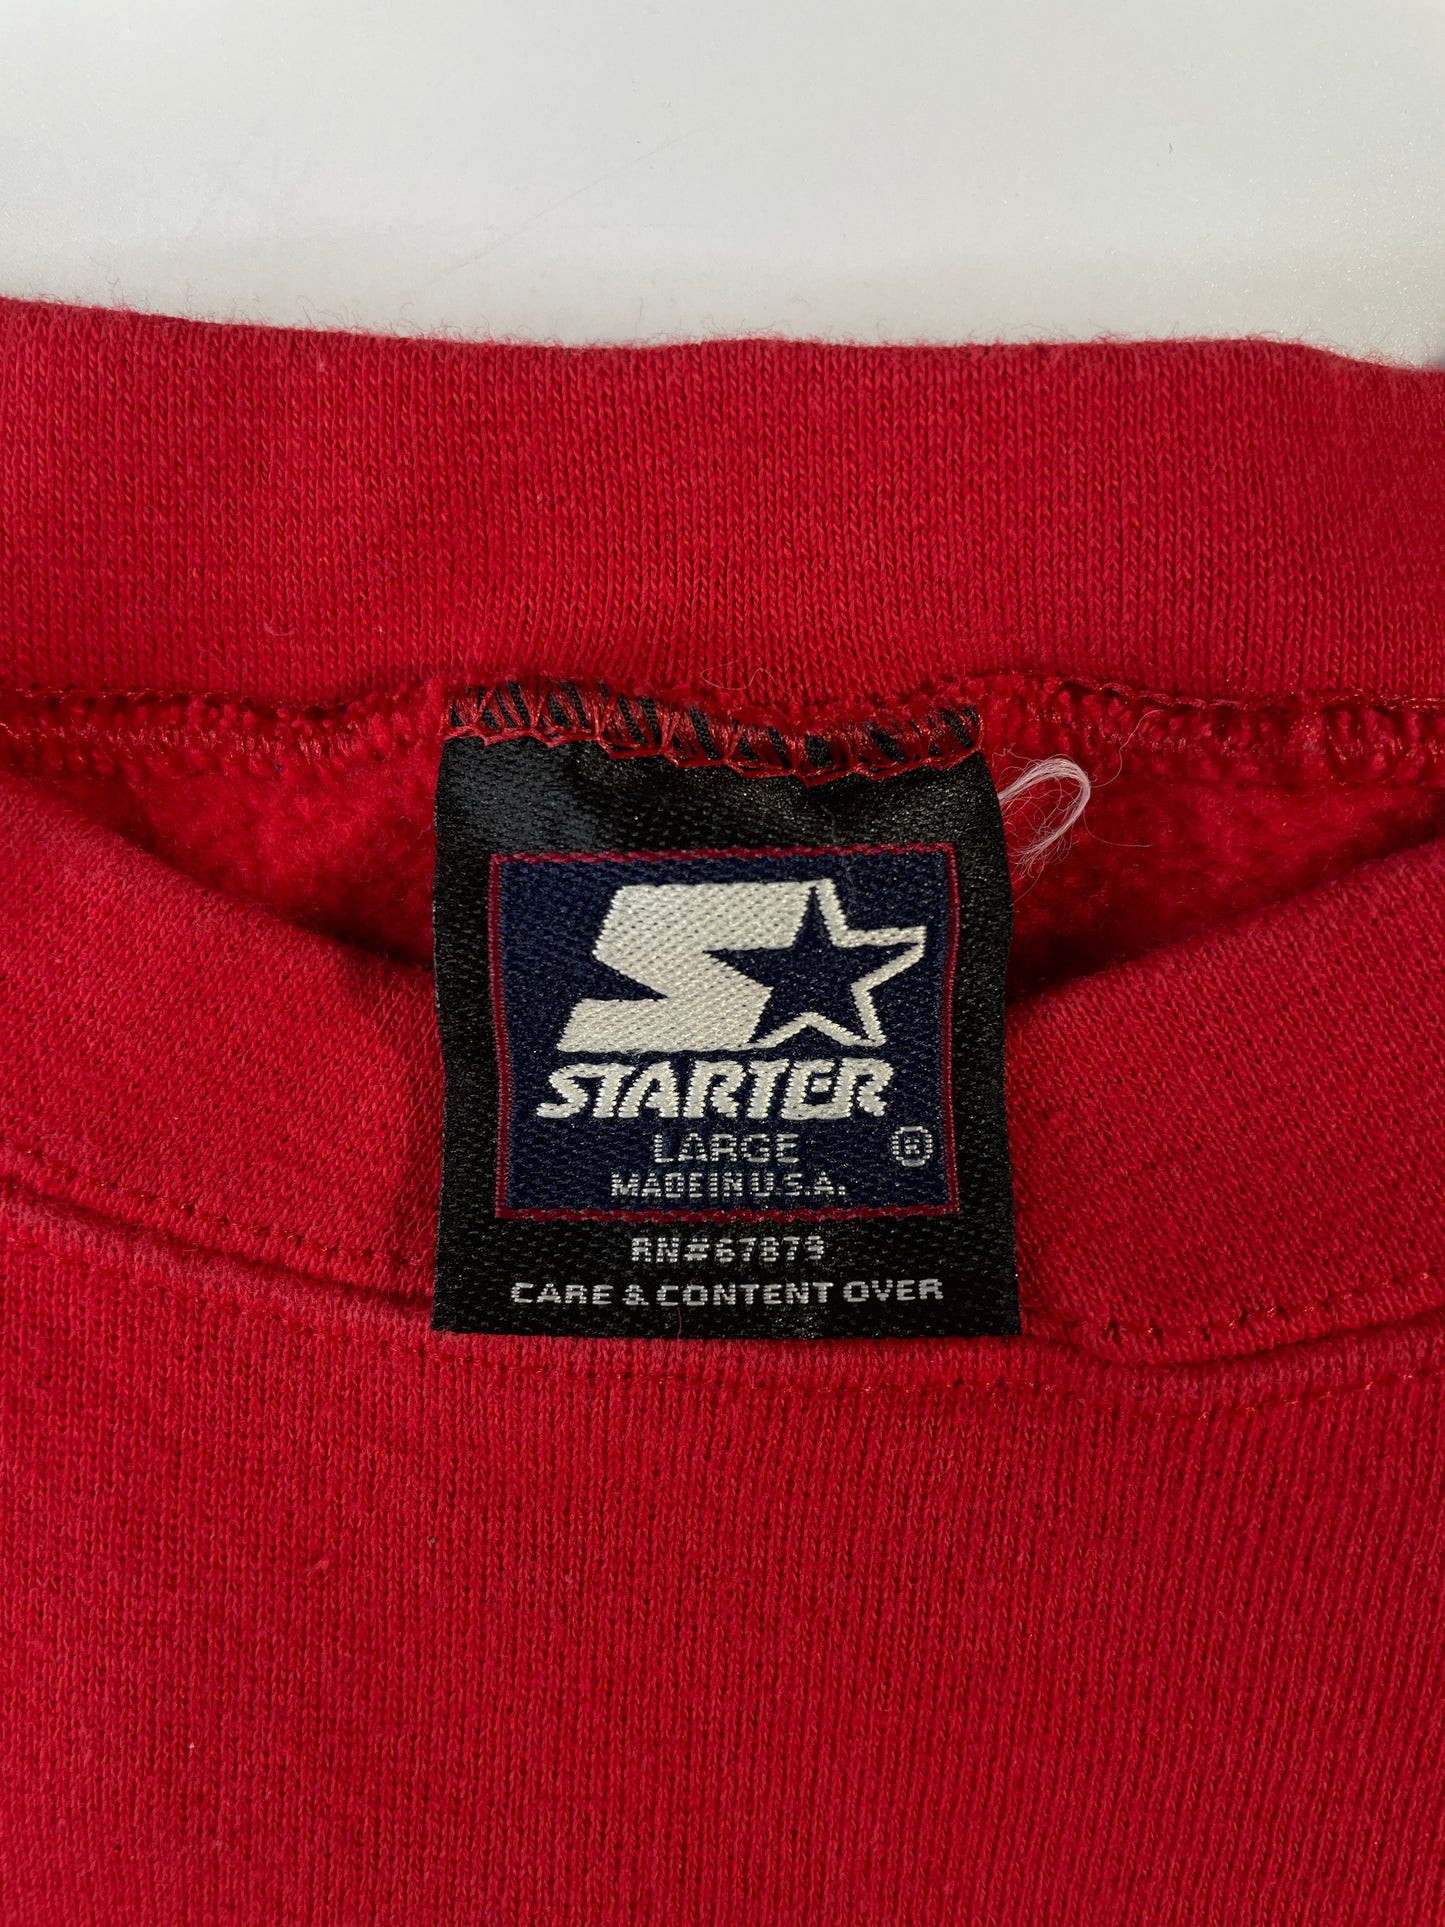 STARTER
LARGE ®
MADE IN U.S.A.
RN#67879
CARE & CONTENT OVER